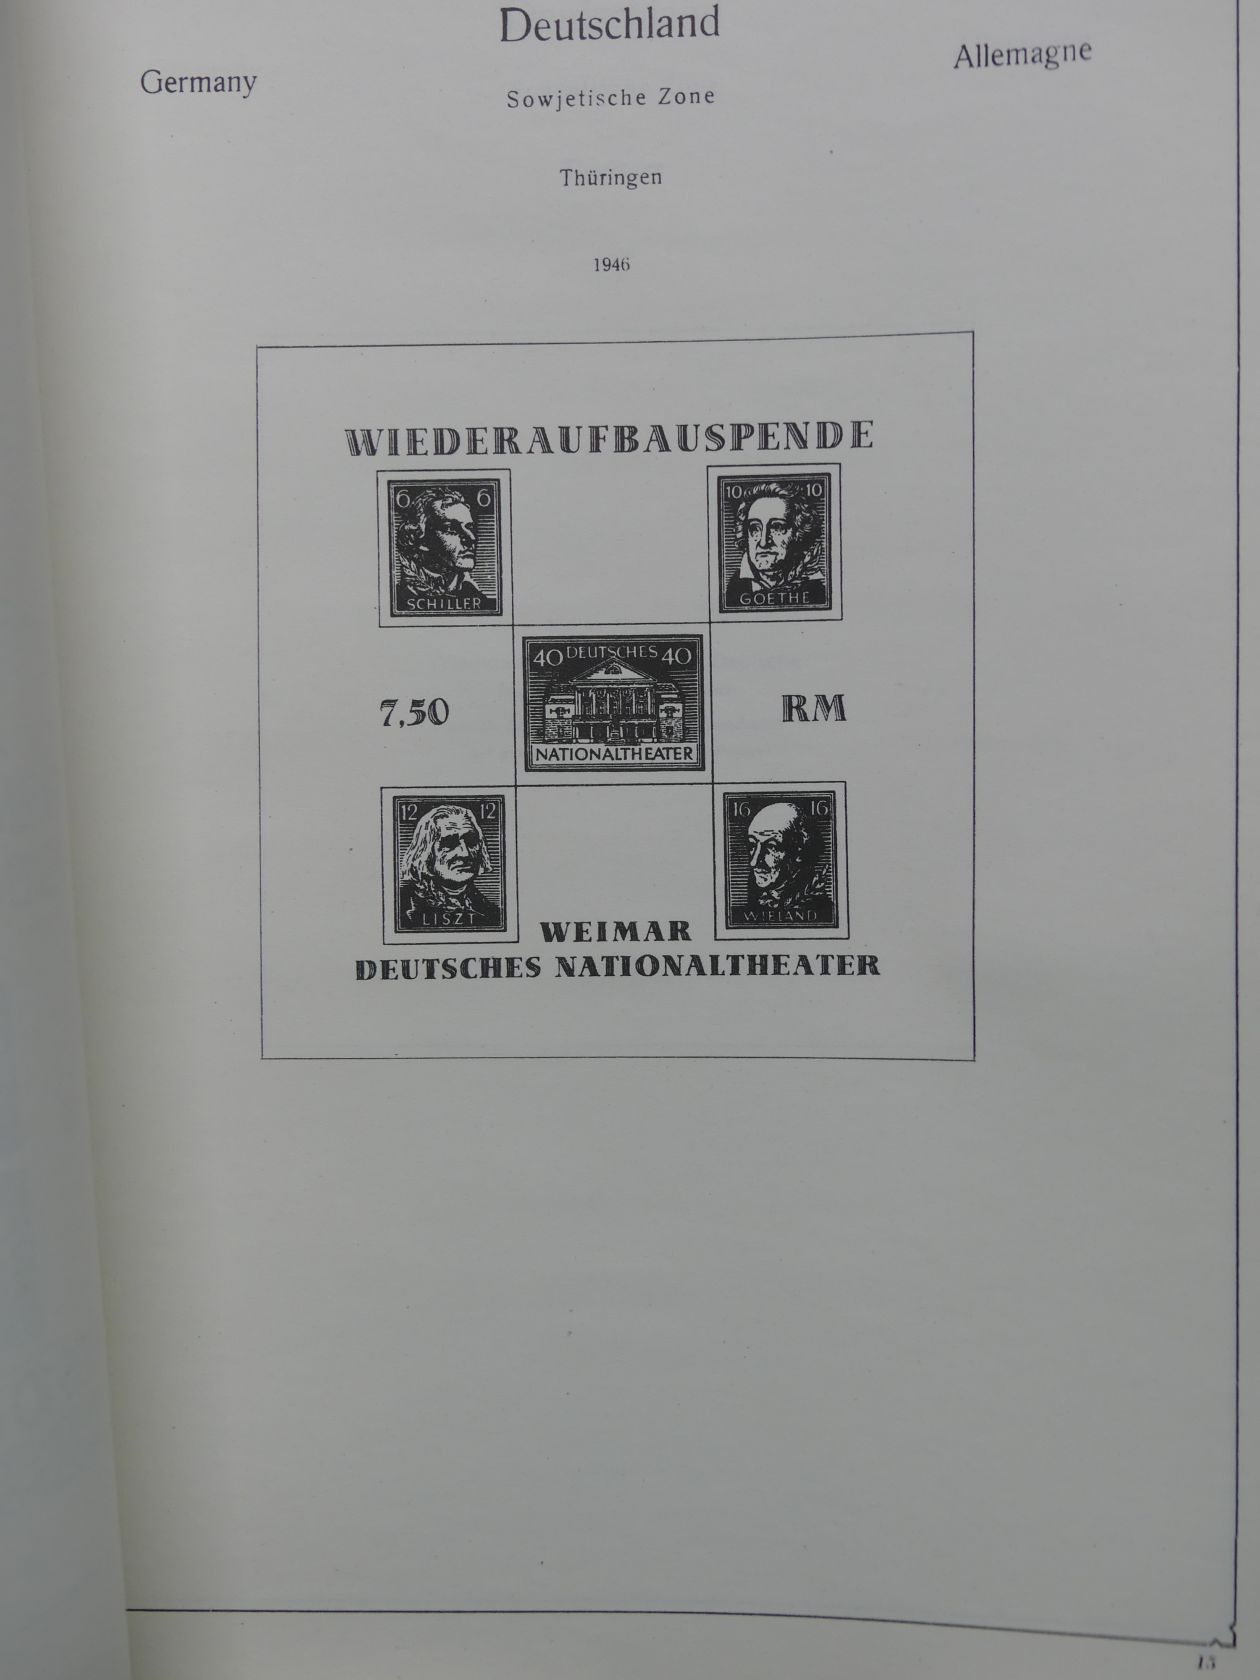 Deutschland
Germany
Allemagne
Sowjetische Zone
Thüringen
1946
WIEDERAUFBAUSPENDE
6 6
SCHILLER
10 10
GOETHE
40 DEUTSCHES 40
NATIONALTHEATER
7,50
RM
12 12
LISZT
16 16
WIELAND
WEIMAR
DEUTSCHES NATIONALTHEATER
15